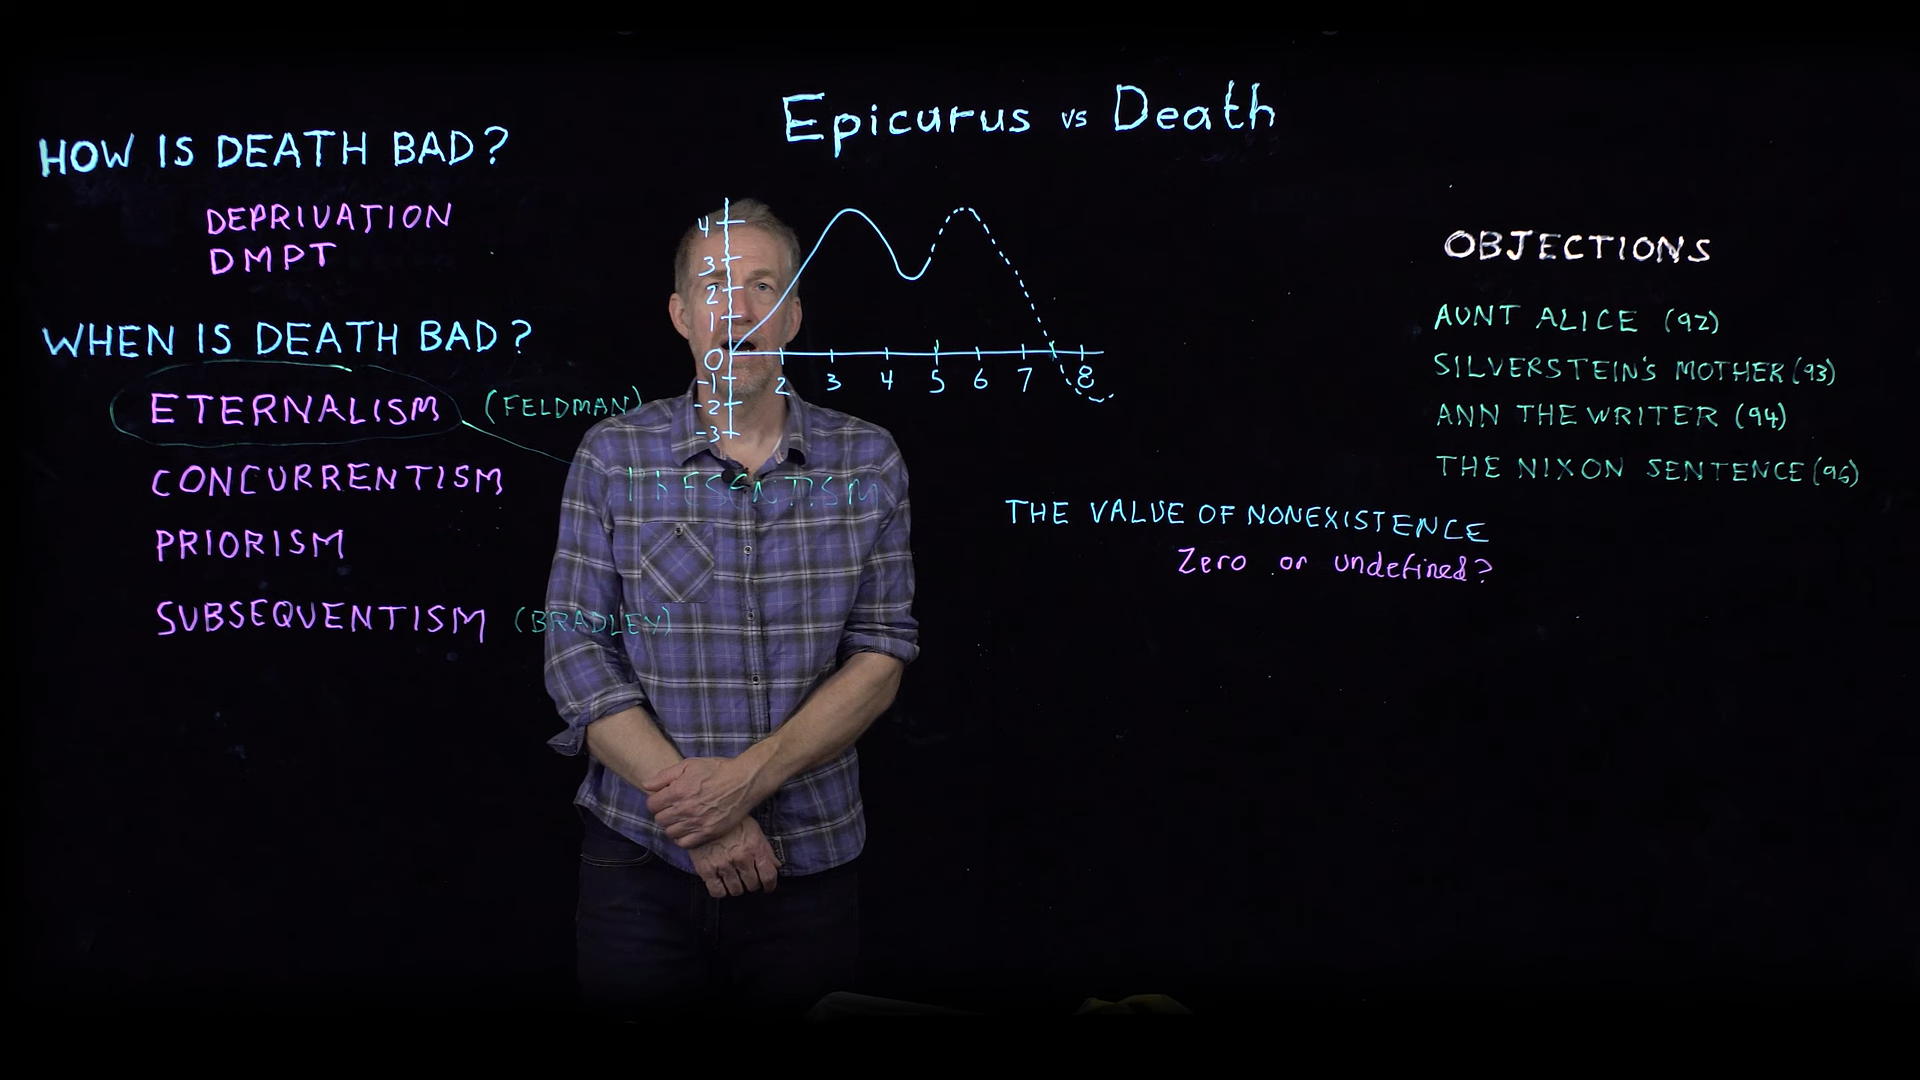 Epicurus vs Death
HOW IS DEATH BAD?
DEPRIVATION
DMPT
WHEN IS DEATH BAD?
ETERNALISM (FELDMAN)
PRESENTISM
CONCURRENTISM
PRIORISM
SUBSEQUENTISM (BRADLEY)
4
3
2
1
0
-1
-2
-3
2 3 4 5 6 7 8
THE VALUE OF NONEXISTENCE
Zero or undefined?
OBJECTIONS
AUNT ALICE (92)
SILVERSTEIN'S MOTHER (93)
ANN THE WRITER (94)
THE NIXON SENTENCE (95)